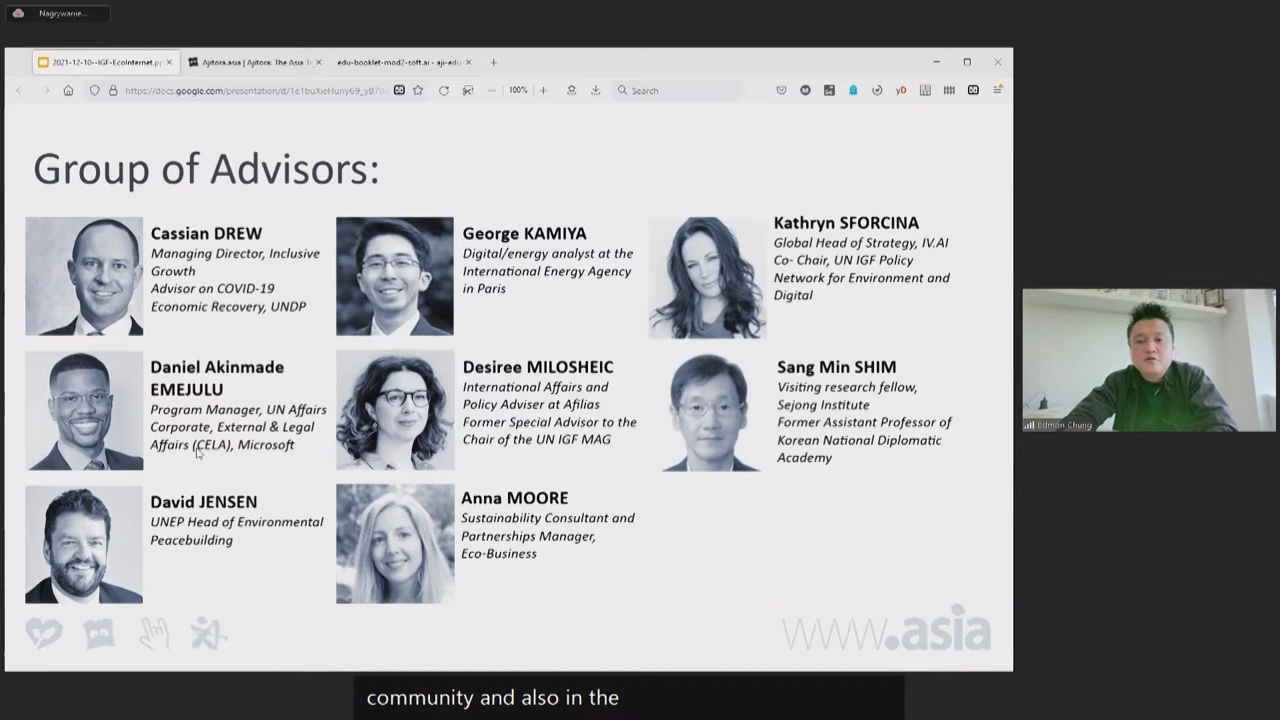 Nagrywanie...
2021-12-10--IGF-EcoInternet.pp
Ajitora.asia | Ajitora: The Asia
edu-booklet-mod2-soft.ai - aji-edu-
100%
Search
Group of Advisors:
Cassian DREW
Managing Director, Inclusive
Growth
Advisor on COVID-19
Economic Recovery, UNDP
George KAMIYA
Digital/energy analyst at the
International Energy Agency
in Paris
Kathryn SFORCINA
Global Head of Strategy, IV.AI
Co- Chair, UN IGF Policy
Network for Environment and
Digital
Daniel Akinmade
EMEJULU
Program Manager, UN Affairs
Corporate, External & Legal
Affairs (CELA), Microsoft
Desiree MILOSHEIC
International Affairs and
Policy Adviser at Afilias
Former Special Advisor to the
Chair of the UN IGF MAG
Sang Min SHIM
Visiting research fellow,
Sejong Institute
Former Assistant Professor of
Korean National Diplomatic
Academy
David JENSEN
UNEP Head of Environmental
Peacebuilding
Anna MOORE
Sustainability Consultant and
Partnerships Manager,
Eco-Business
www.asia
Edmon Chung
community and also in the